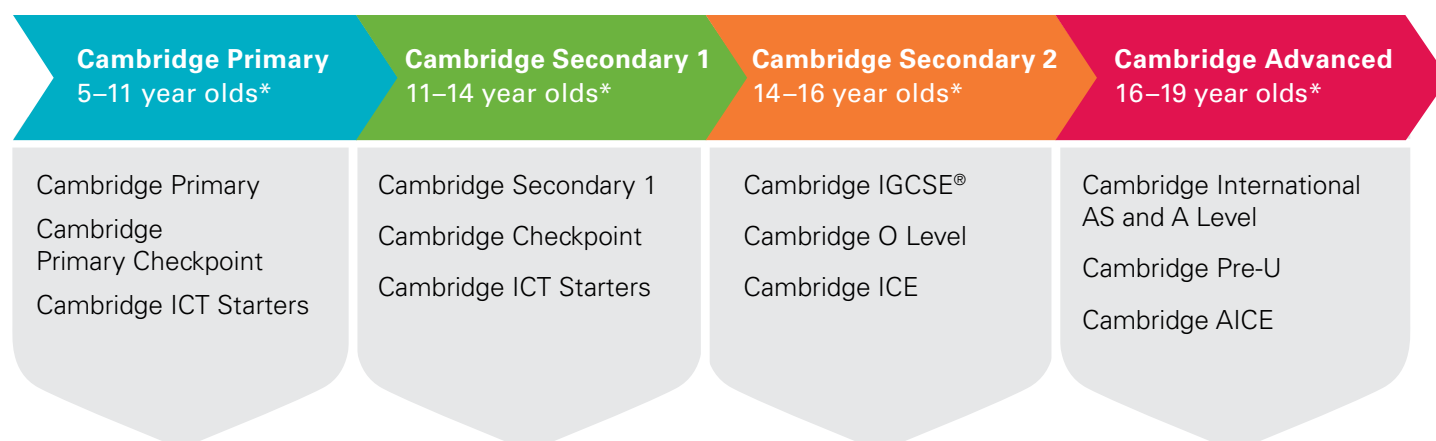 Cambridge Primary
5–11 year olds*
Cambridge Secondary 1
11–14 year olds*
Cambridge Secondary 2
14–16 year olds*
Cambridge Advanced
16–19 year olds*
Cambridge Primary
Cambridge
Primary Checkpoint
Cambridge ICT Starters
Cambridge Secondary 1
Cambridge Checkpoint
Cambridge ICT Starters
Cambridge IGCSE®
Cambridge O Level
Cambridge ICE
Cambridge International
AS and A Level
Cambridge Pre-U
Cambridge AICE